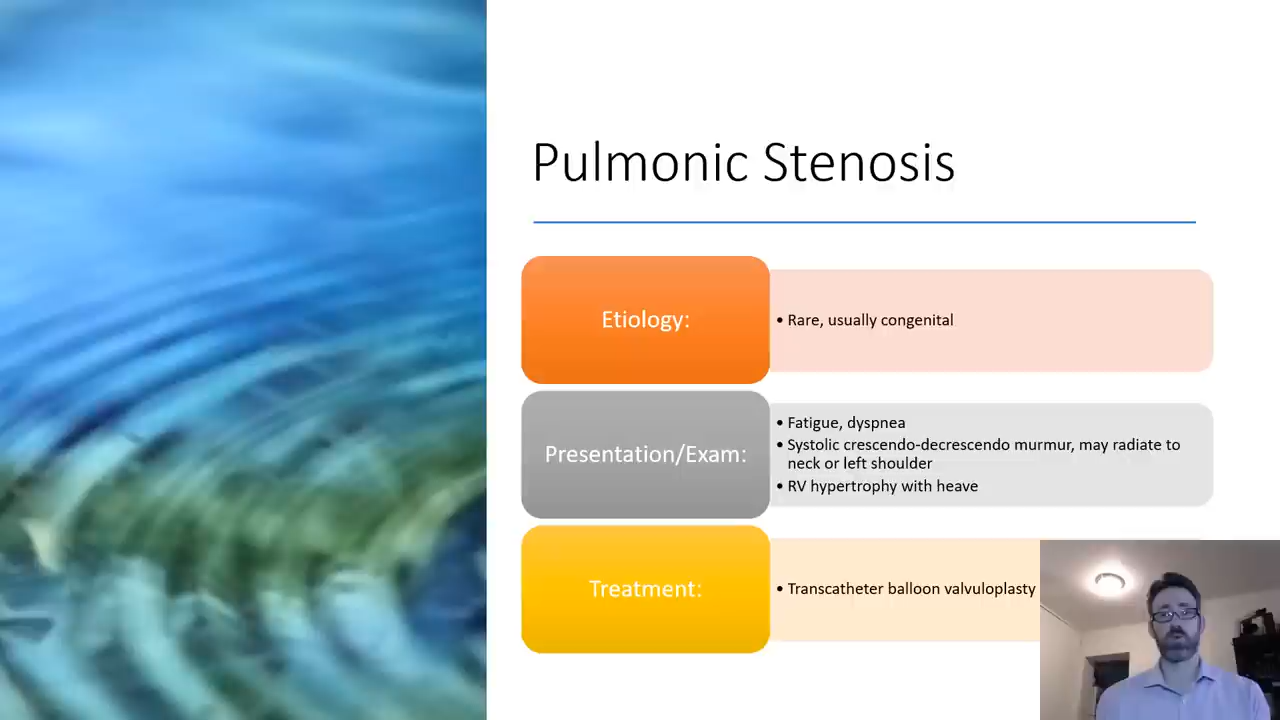 Pulmonic Stenosis
Etiology:
• Rare, usually congenital
Presentation/Exam:
• Fatigue, dyspnea
• Systolic crescendo-decrescendo murmur, may radiate to
neck or left shoulder
• RV hypertrophy with heave
Treatment:
• Transcatheter balloon valvuloplasty